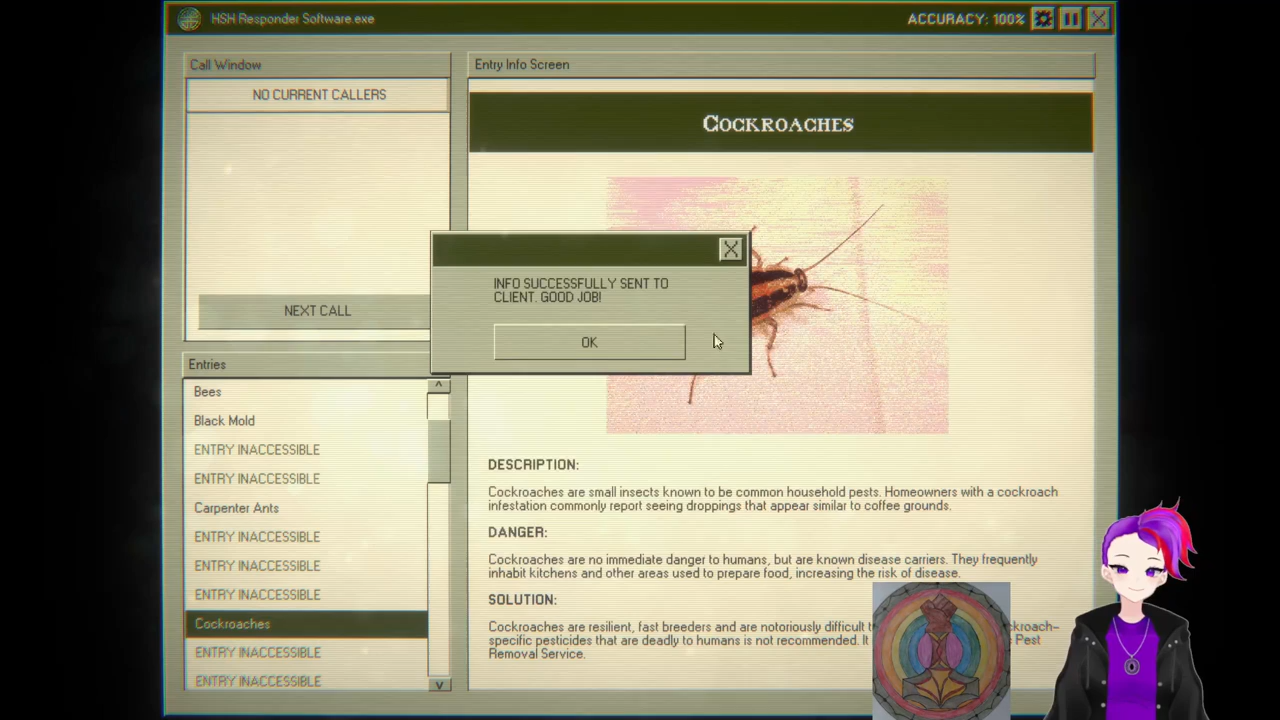 HSH Responder Software.exe
ACCURACY: 100%
Call Window
NO CURRENT CALLERS
NEXT CALL
Entries
Bees
Black Mold
ENTRY INACCESSIBLE
ENTRY INACCESSIBLE
Carpenter Ants
ENTRY INACCESSIBLE
ENTRY INACCESSIBLE
ENTRY INACCESSIBLE
Cockroaches
ENTRY INACCESSIBLE
ENTRY INACCESSIBLE
Entry Info Screen
COCKROACHES
INFO SUCCESSFULLY SENT TO
CLIENT. GOOD JOB!
OK
DESCRIPTION:
Cockroaches are small insects known to be common household pests. Homeowners with a cockroach
infestation commonly report seeing droppings that appear similar to coffee grounds.
DANGER:
Cockroaches are no immediate danger to humans, but are known disease carriers. They frequently
inhabit kitchens and other areas used to prepare food, increasing the risk of disease.
SOLUTION:
Cockroaches are resilient, fast breeders and are notoriously difficult
specific pesticides that are deadly to humans is not recommended. It Pest
Removal Service.